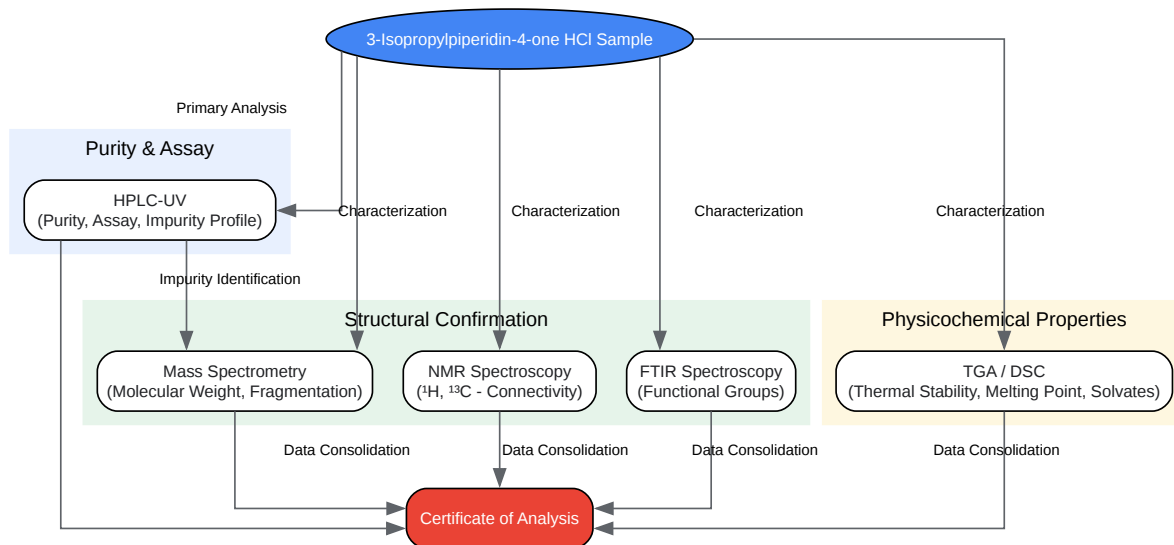 3-Isopropylpiperidin-4-one HCl Sample
Primary Analysis
Purity & Assay
HPLC-UV
(Purity, Assay, Impurity Profile)
Characterization
Characterization
Characterization
Characterization
Impurity Identification
Structural Confirmation
Physicochemical Properties
Mass Spectrometry
(Molecular Weight, Fragmentation)
NMR Spectroscopy
(¹H, ¹³C - Connectivity)
FTIR Spectroscopy
(Functional Groups)
TGA / DSC
(Thermal Stability, Melting Point, Solvates)
Data Consolidation
Data Consolidation
Data Consolidation
Data Consolidation
Certificate of Analysis